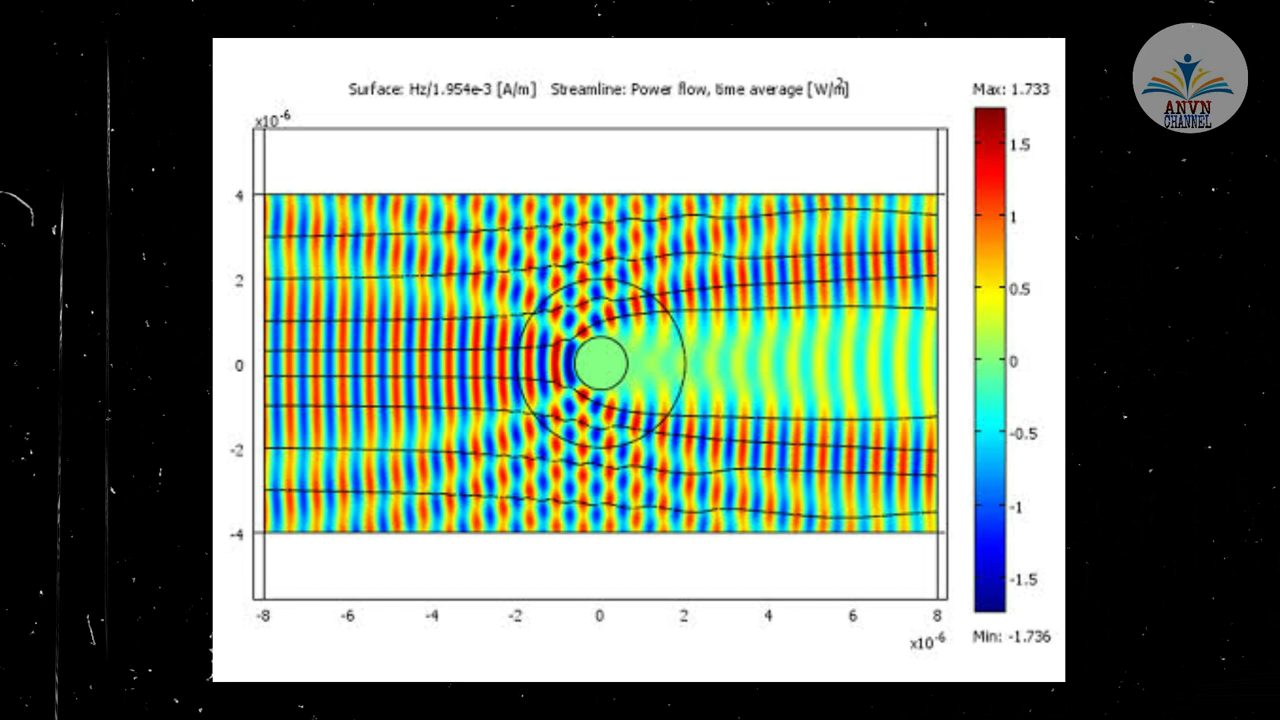 ANVN
CHANNEL
Surface: Hz/1.954e-3 [A/m] Streamline: Power flow, time average [W/m²]
Max: 1.733
x10-6
4
2
0
-2
-4
-8 -6 -4 -2 0 2 4 6 8
x10-6
1.5
1
0.5
0
-0.5
-1
-1.5
Min: -1.736